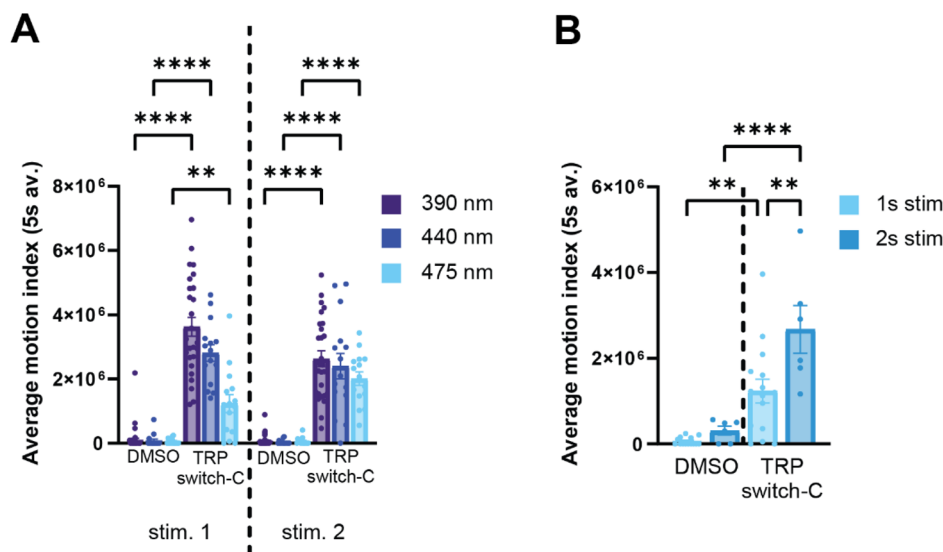 A
****
****
****
****
**
****
Average motion index (5s av.)
8×10⁶
6×10⁶
4×10⁶
2×10⁶
0
DMSO
TRP
switch-C
DMSO
TRP
switch-C
stim. 1
stim. 2
390 nm
440 nm
475 nm
B
****
**
**
Average motion index (5s av.)
6×10⁶
4×10⁶
2×10⁶
0
DMSO
TRP
switch-C
1s stim
2s stim